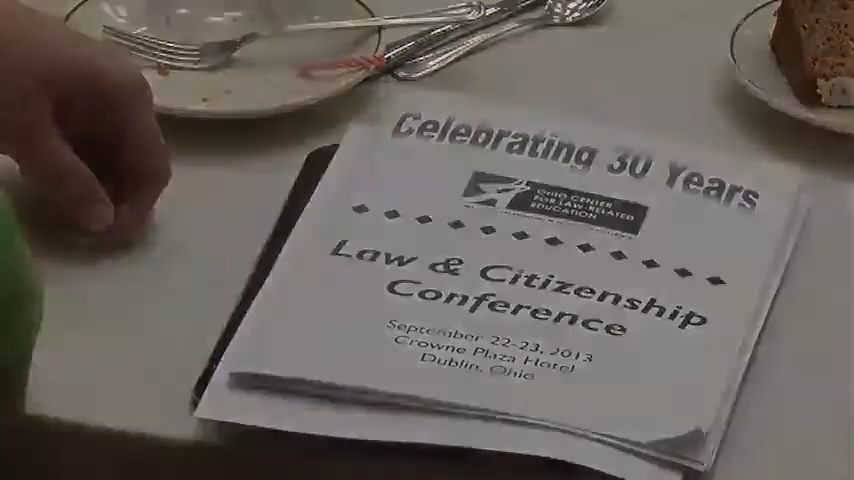 Celebrating 30 Years
OHIO CENTER
FOR LAW-RELATED
EDUCATION
Law & Citizenship
Conference
September 22-23, 2013
Crowne Plaza Hotel
Dublin, Ohio